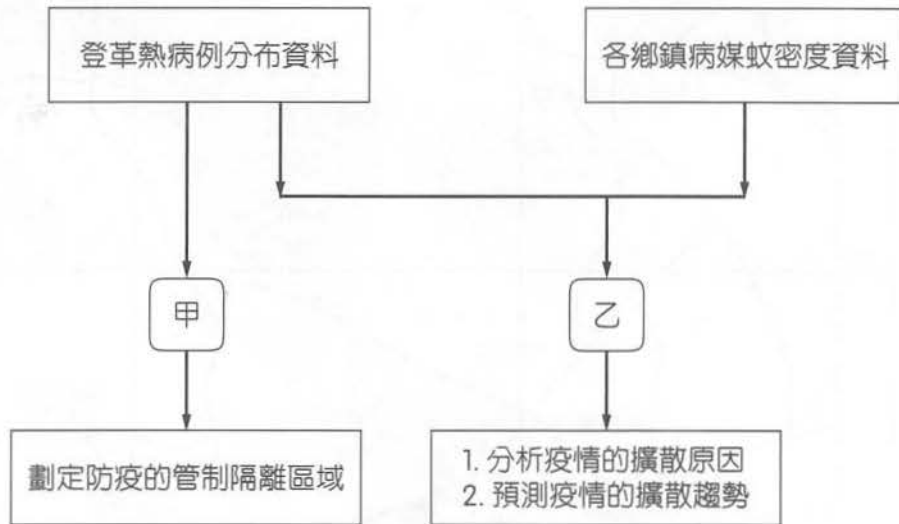 登革熱病例分布資料
各鄉鎮病媒蚊密度資料
甲
乙
劃定防疫的管制隔離區域
1. 分析疫情的擴散原因
2. 預測疫情的擴散趨勢